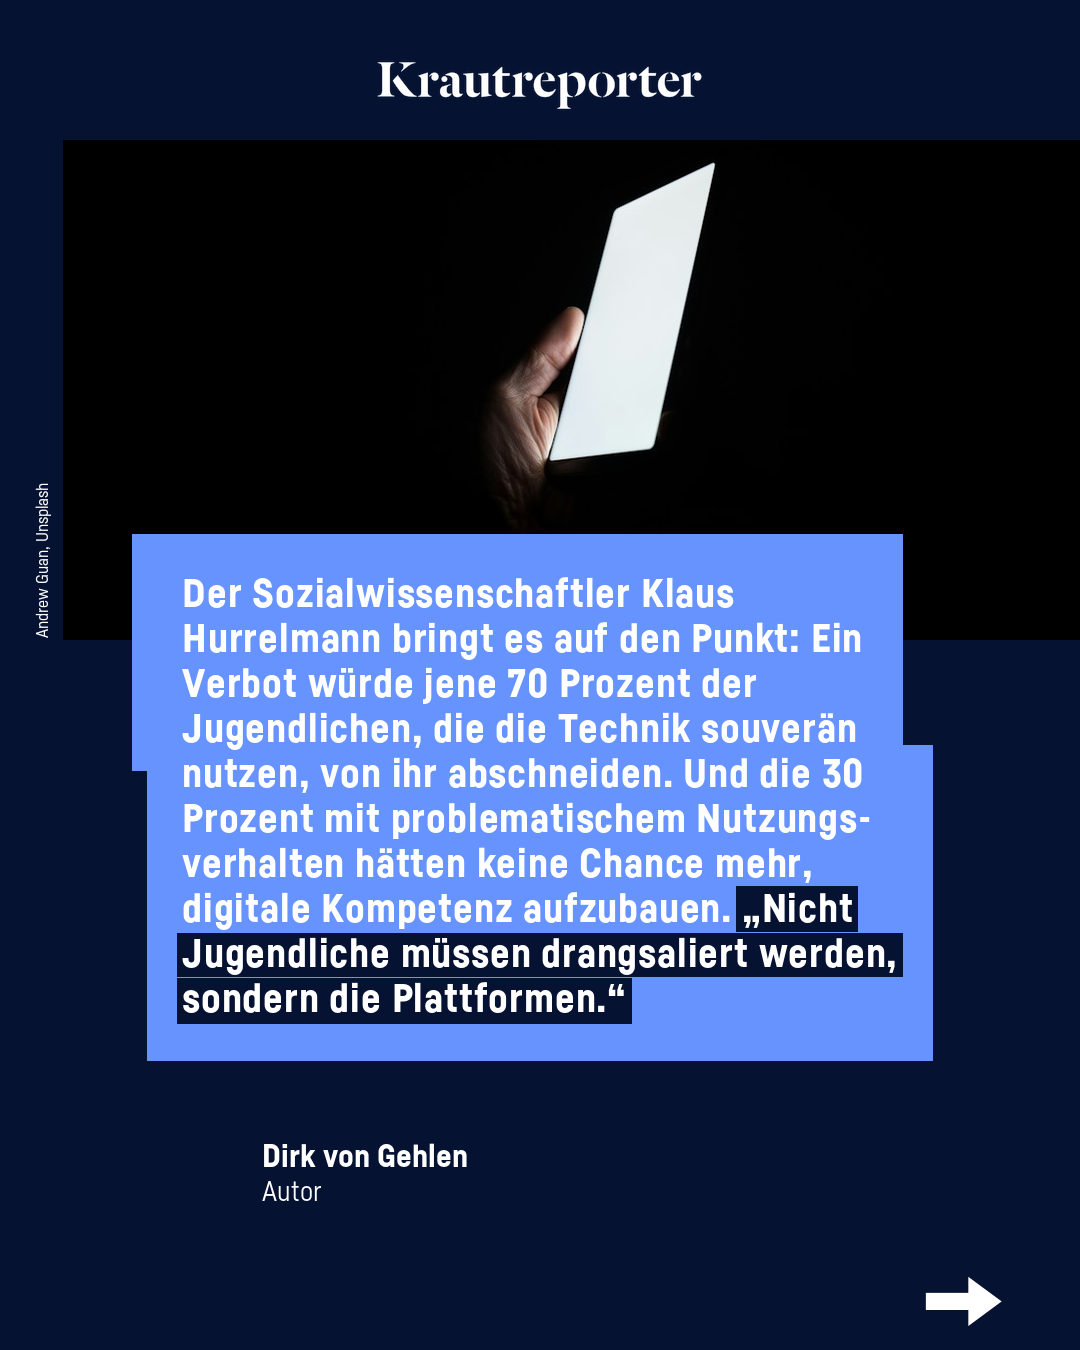 Krautreporter
Andrew Guan, Unsplash
Der Sozialwissenschaftler Klaus
Hurrelmann bringt es auf den Punkt: Ein
Verbot würde jene 70 Prozent der
Jugendlichen, die die Technik souverän
nutzen, von ihr abschneiden. Und die 30
Prozent mit problematischem Nutzungs-
verhalten hätten keine Chance mehr,
digitale Kompetenz aufzubauen. „Nicht
Jugendliche müssen drangsaliert werden,
sondern die Plattformen.“
Dirk von Gehlen
Autor